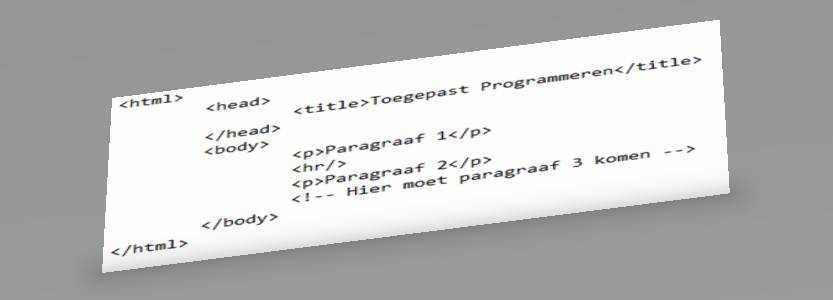 <html>
<head>
<title>Toegepast Programmeren</title>
</head>
<body>
<p>Paragraaf 1</p>
<hr/>
<p>Paragraaf 2</p>
<!-- Hier moet paragraaf 3 komen -->
</body>
</html>